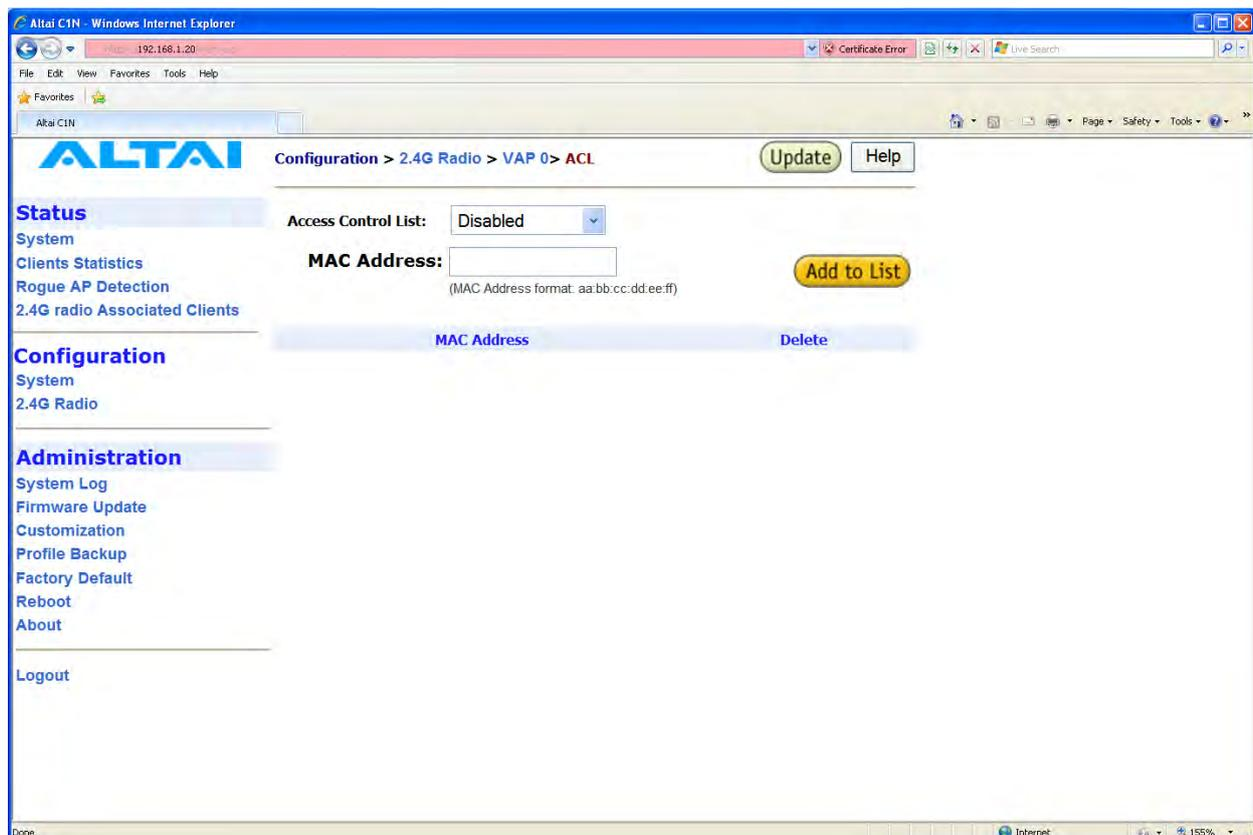 Altai C1N - Windows Internet Explorer
192.168.1.20
Certificate Error
Live Search
File Edit View Favorites Tools Help
Favorites
Altai C1N
Page Safety Tools
ALTAI
Configuration > 2.4G Radio > VAP 0> ACL
Update
Help
Status
System
Clients Statistics
Rogue AP Detection
2.4G radio Associated Clients
Access Control List:
Disabled
MAC Address:
(MAC Address format: aa:bb:cc:dd:ee:ff)
Add to List
MAC Address
Delete
Configuration
System
2.4G Radio
Administration
System Log
Firmware Update
Customization
Profile Backup
Factory Default
Reboot
About
Logout
Done
Internet
155%